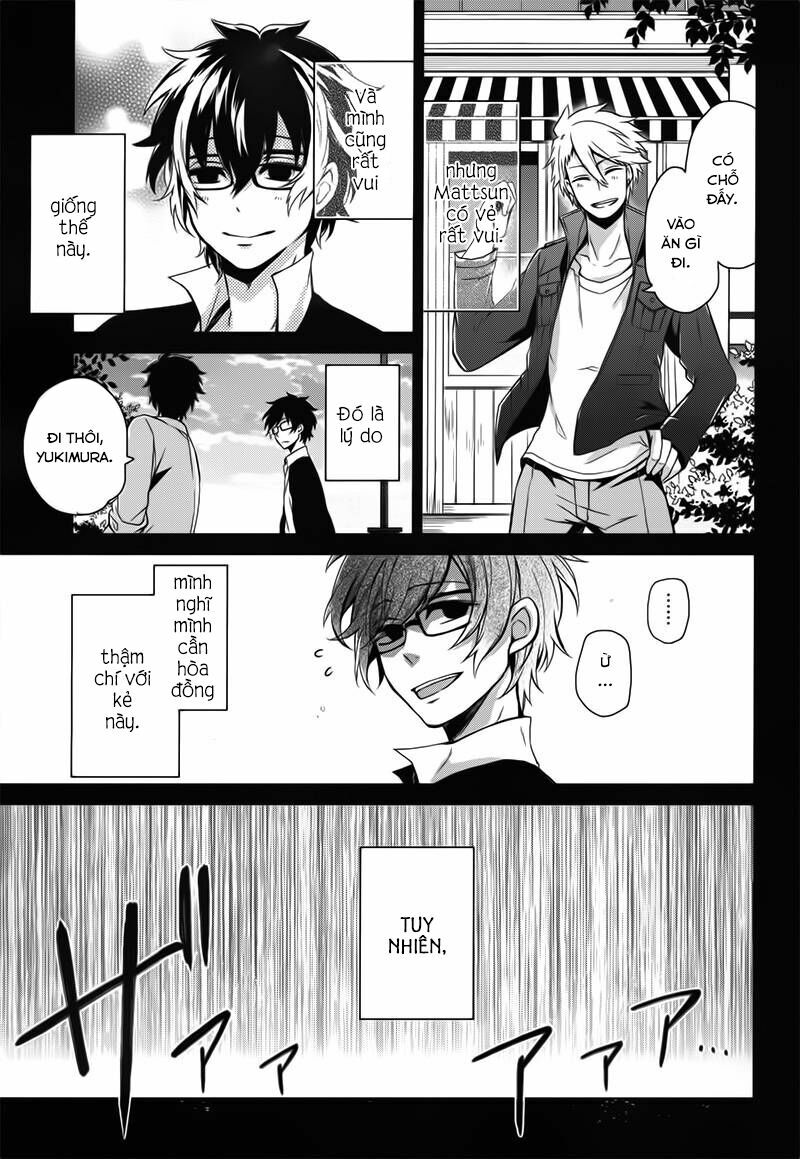 CÓ
CHỖ
ĐẤY.
VÀO
ĂN GÌ
ĐI.
nhưng
Mattsun
có vẻ
rất vui.
Và
mình
cũng
rất
vui
giống
thế
này.
Đó là
lý do
ĐI THÔI,
YUKIMURA.
........
Ừ
...
mình
nghĩ
mình
cần
hòa
đồng
thậm
chí với
kẻ
này.
TUY
NHIÊN,
ザアアアアア...